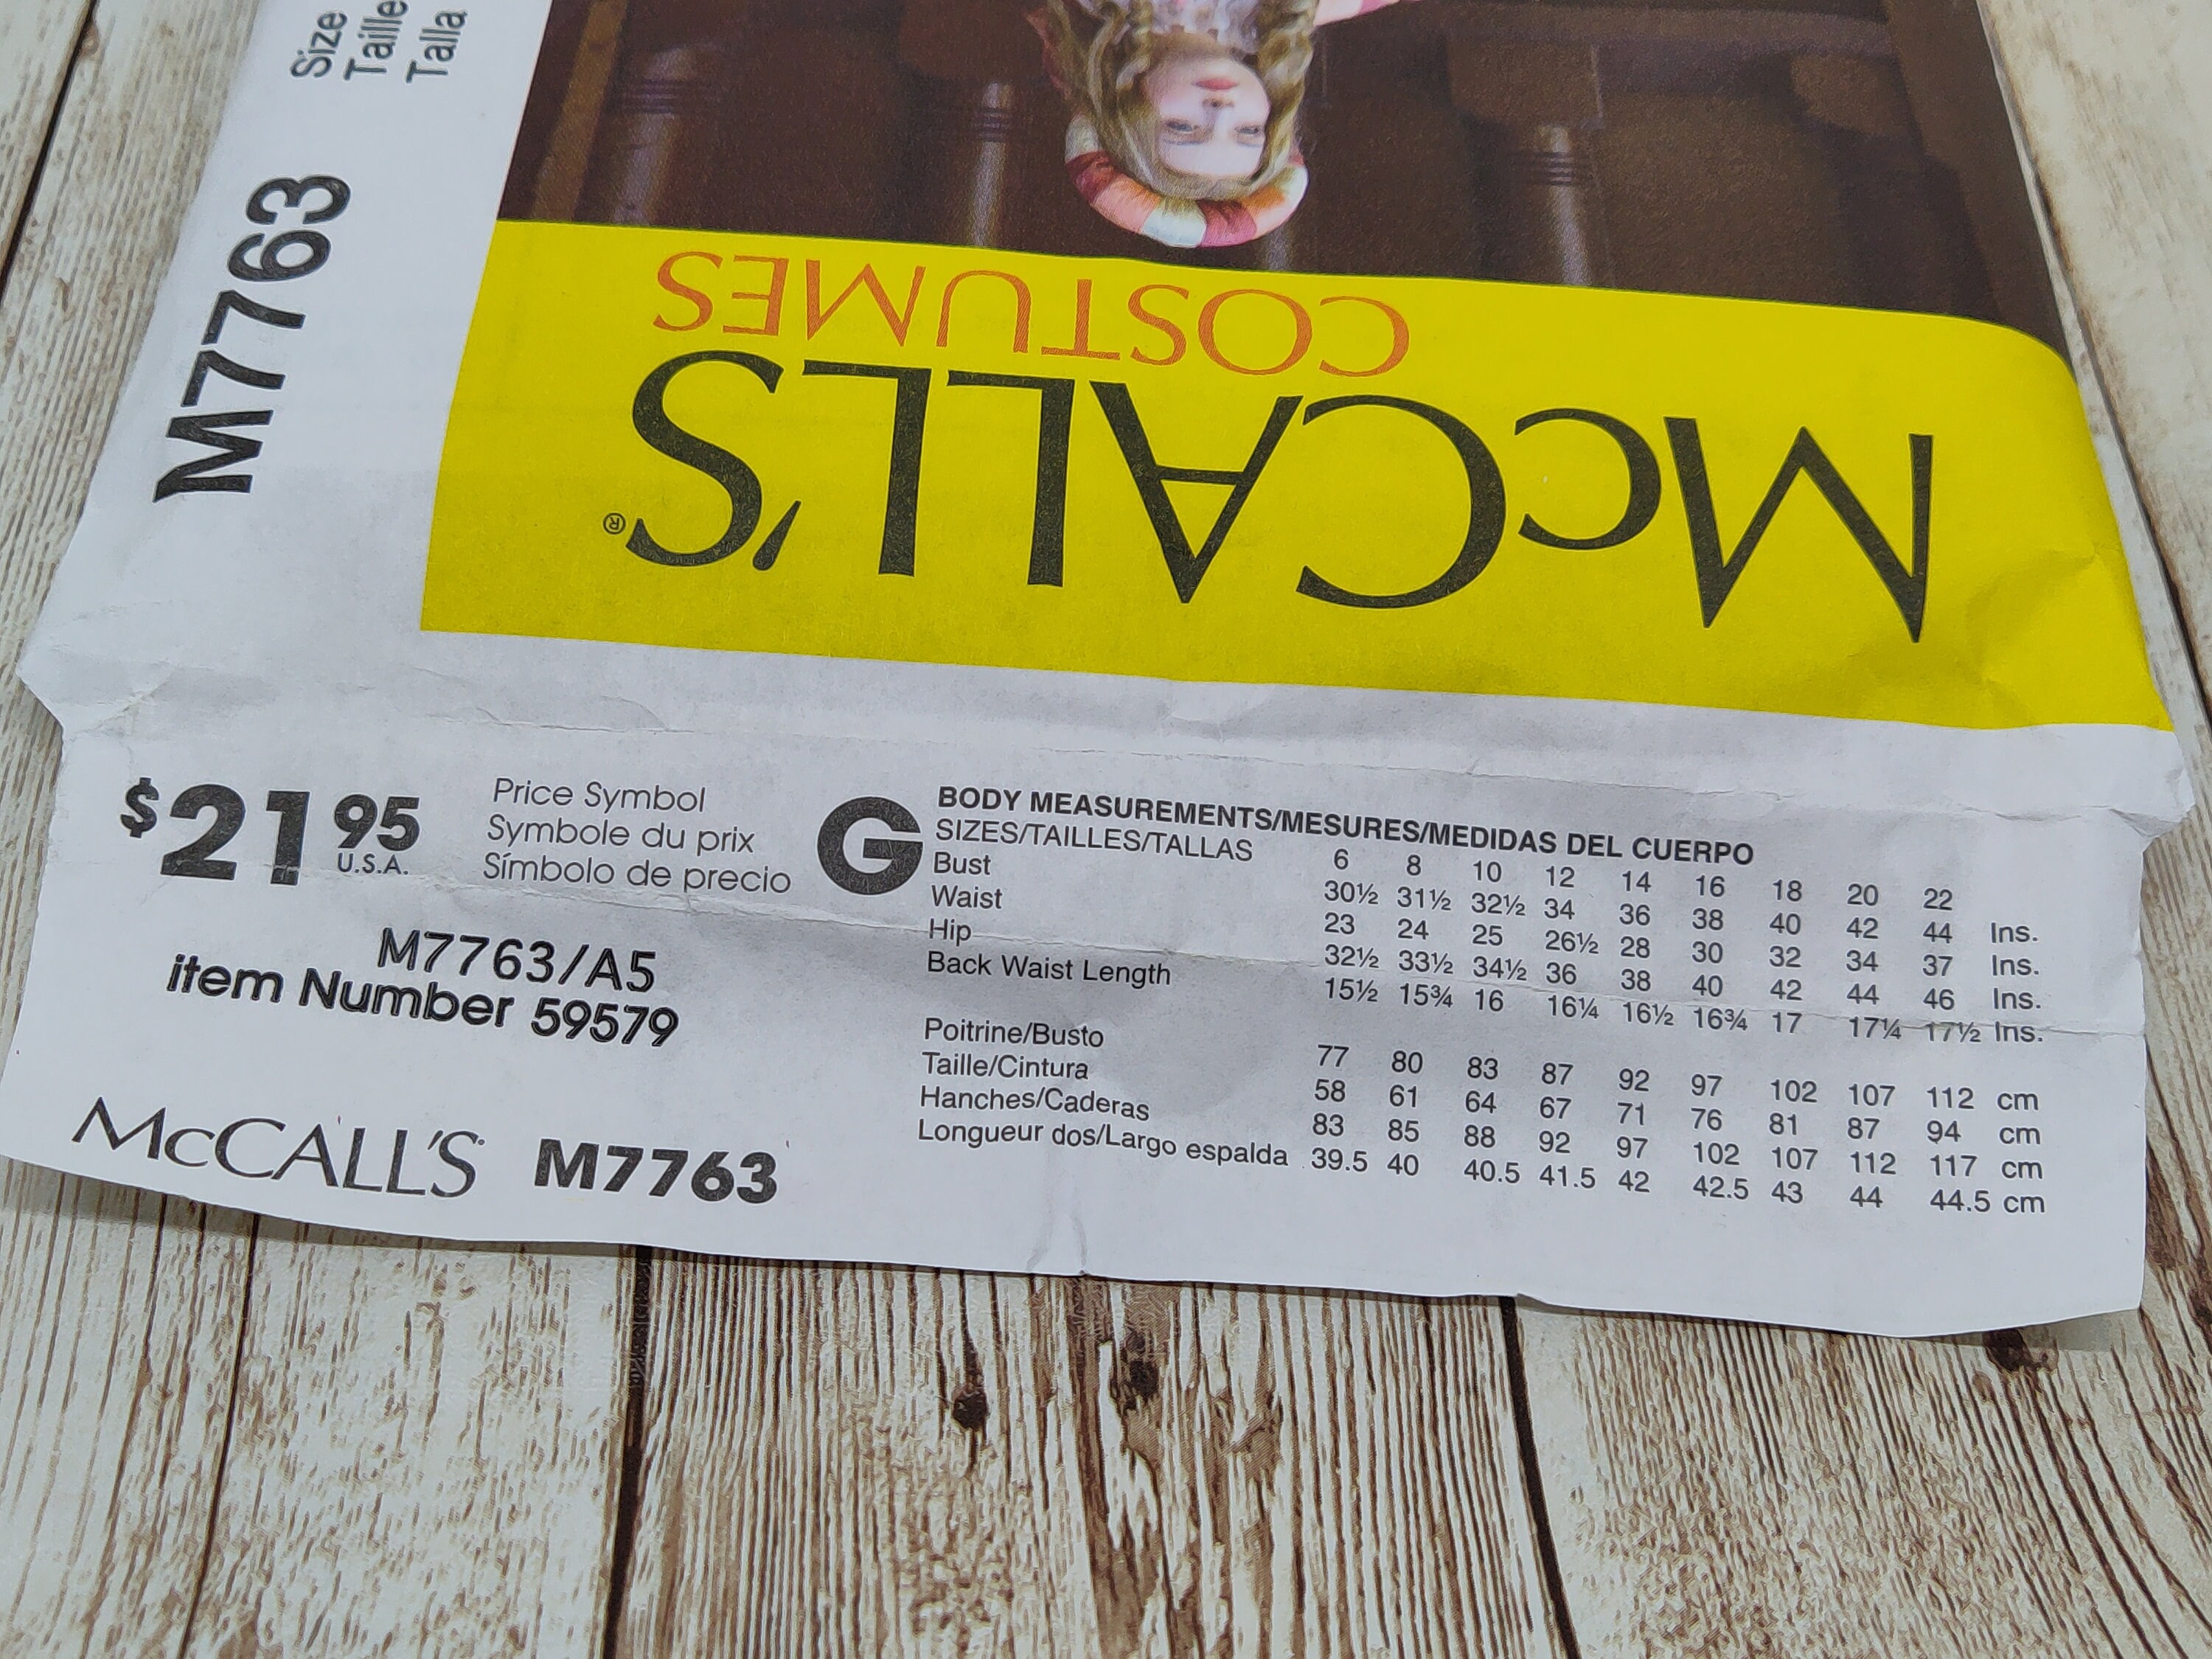 Size
Taille
Talla
M7763
COSTUMES
McCALL'S®
$21 95
U.S.A.
Price Symbol
Symbole du prix
Símbolo de precio
G
M7763/A5
item Number 59579
McCALL'S M7763
BODY MEASUREMENTS/MESURES/MEDIDAS DEL CUERPO
SIZES/TAILLES/TALLAS 6 8 10 12 14 16 18 20 22
Bust 30½ 31½ 32½ 34 36 38 40 42 44 Ins.
Waist 23 24 25 26½ 28 30 32 34 37 Ins.
Hip 32½ 33½ 34½ 36 38 40 42 44 46 Ins.
Back Waist Length 15½ 15¾ 16 16¼ 16½ 16¾ 17 17¼ 17½ Ins.
Poitrine/Busto 77 80 83 87 92 97 102 107 112 cm
Taille/Cintura 58 61 64 67 71 76 81 87 94 cm
Hanches/Caderas 83 85 88 92 97 102 107 112 117 cm
Longueur dos/Largo espalda 39.5 40 40.5 41.5 42 42.5 43 44 44.5 cm